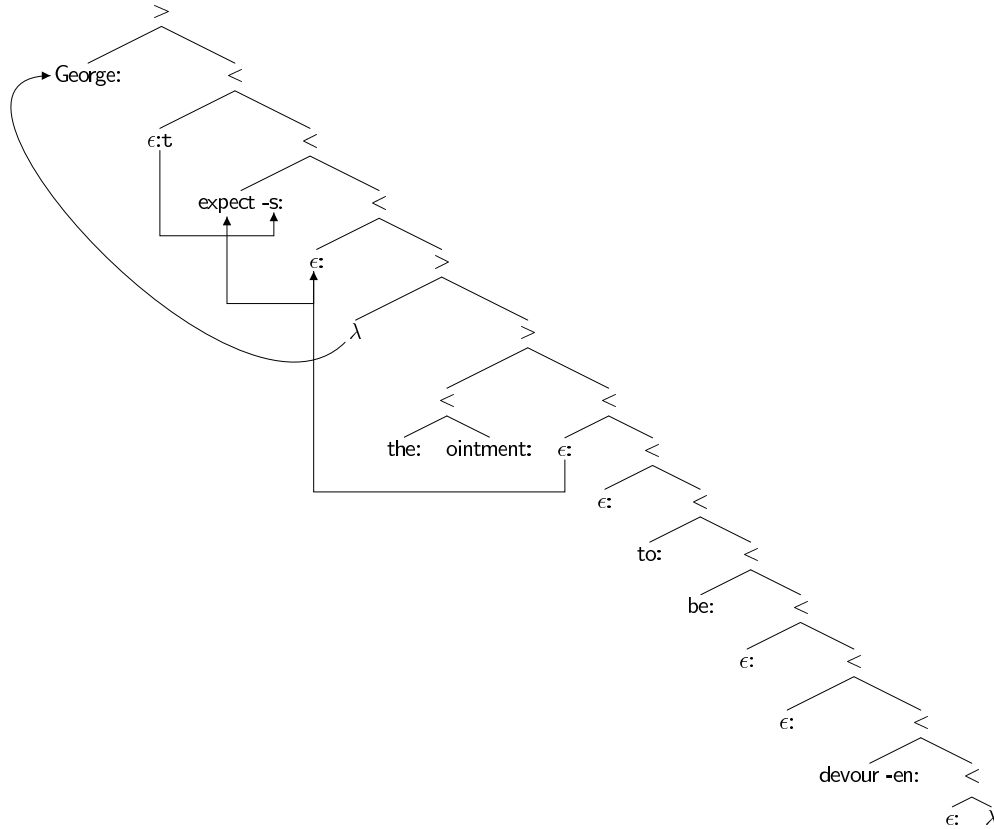 >
George: <
ϵ:t <
expect -s: <
ϵ: >
λ >
< <
the: ointment: ϵ: <
ϵ: <
to: <
be: <
ϵ: <
ϵ: <
devour -en: <
ϵ: λ